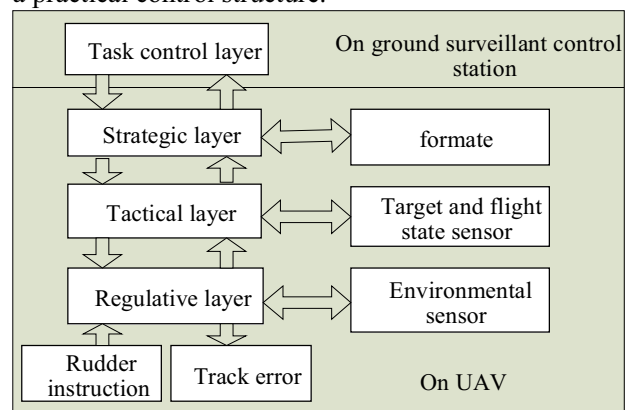 a practical control structure.
Task control layer
On ground surveillant control
station
Strategic layer
formate
Tactical layer
Target and flight
state sensor
Regulative layer
Environmental
sensor
Rudder
instruction
Track error
On UAV